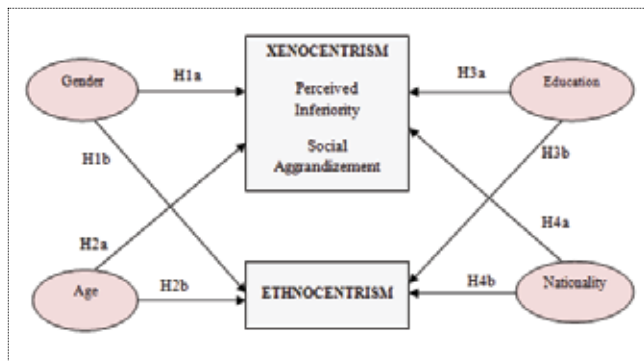 XENOCENTRISM
Gender
H1a
H3a
Education
Perceived
Inferiority
Social
Aggrandizement
H1b
H3b
H2a
H4a
Age
H2b
ETHNOCENTRISM
H4b
Nationality